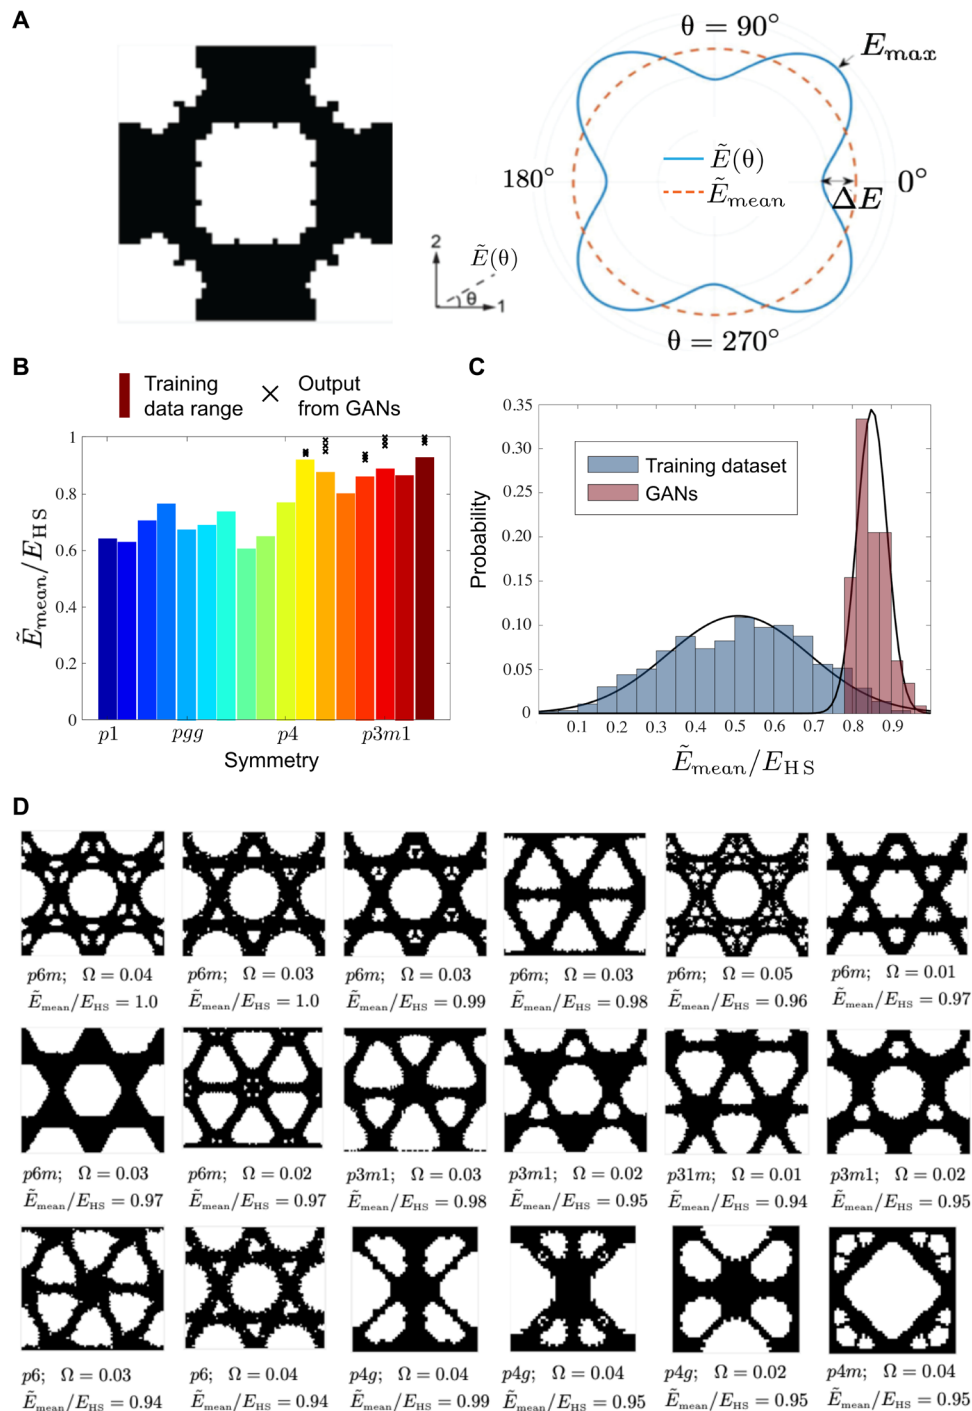 A
θ = 90°
E_max
Ẽ(θ)
Ẽ_mean
180°
0°
ΔE
θ = 270°
2
Ẽ(θ)
θ
1
B
Training data range
Output from GANs
Ẽ_mean/E_HS
1
0.8
0.6
0.4
0.2
0
p1
pgg
p4
p3m1
Symmetry
C
0.35
0.30
0.25
0.20
0.15
0.10
0.05
0
Probability
Training dataset
GANs
0.1 0.2 0.3 0.4 0.5 0.6 0.7 0.8 0.9
Ẽ_mean/E_HS
D
p6m; Ω = 0.04
Ẽ_mean/E_HS = 1.0
p6m; Ω = 0.03
Ẽ_mean/E_HS = 1.0
p6m; Ω = 0.03
Ẽ_mean/E_HS = 0.99
p6m; Ω = 0.03
Ẽ_mean/E_HS = 0.98
p6m; Ω = 0.05
Ẽ_mean/E_HS = 0.96
p6m; Ω = 0.01
Ẽ_mean/E_HS = 0.97
p6m; Ω = 0.03
Ẽ_mean/E_HS = 0.97
p6m; Ω = 0.02
Ẽ_mean/E_HS = 0.97
p3m1; Ω = 0.03
Ẽ_mean/E_HS = 0.98
p3m1; Ω = 0.02
Ẽ_mean/E_HS = 0.95
p31m; Ω = 0.01
Ẽ_mean/E_HS = 0.94
p3m1; Ω = 0.02
Ẽ_mean/E_HS = 0.95
p6; Ω = 0.03
Ẽ_mean/E_HS = 0.94
p6; Ω = 0.04
Ẽ_mean/E_HS = 0.94
p4g; Ω = 0.04
Ẽ_mean/E_HS = 0.99
p4g; Ω = 0.04
Ẽ_mean/E_HS = 0.95
p4g; Ω = 0.02
Ẽ_mean/E_HS = 0.95
p4m; Ω = 0.04
Ẽ_mean/E_HS = 0.95